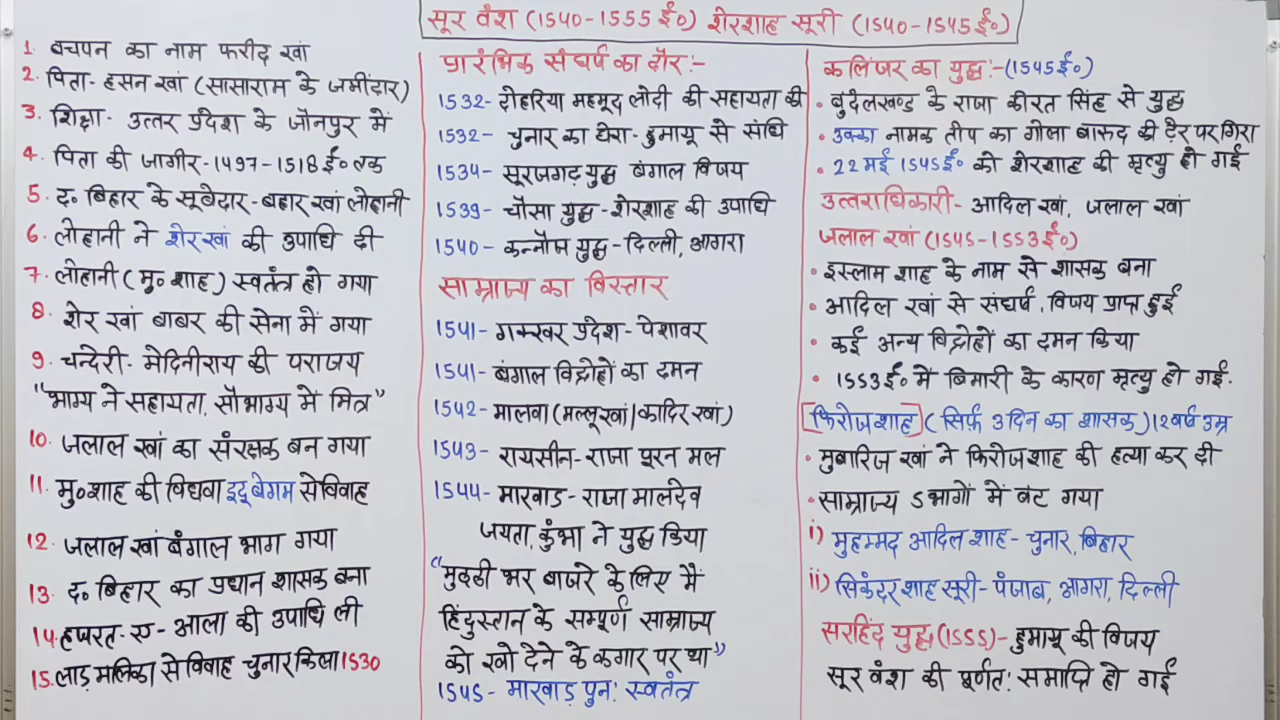 सूर वंश (1540-1555 ई०) शेरशाह सूरी (1540-1545 ई०)
1. बचपन का नाम फरीद खां
2. पिता- हसन खां (सासाराम के जमींदार)
3. शिक्षा- उत्तर प्रदेश के जौनपुर में
4. पिता की जागीर-1497-1518 ई० तक
5. द० बिहार के सूबेदार-बहार खां लोहानी
6. लोहानी ने शेर खां की उपाधि दी
7. लोहानी (मु० शाह) स्वतंत्र हो गया
8. शेर खां बाबर की सेना में गया
9. चन्देरी- मेदिनीराय की पराजय
"भाग्य ने सहायता, सौभाग्य में मित्र"
10. जलाल खां का संरक्षक बन गया
11. मु०शाह की विधवा इदू बेगम से विवाह
12. जलाल खां बंगाल भाग गया
13. द० बिहार का प्रधान शासक बना
14. हजरत-ए-आला की उपाधि ली
15. लाड़ मलिका से विवाह चुनार किला 1530
प्रारंभिक संघर्ष का दौर:-
1532- दोहरिया महमूद लोदी की सहायता की
1532- चुनार का घेरा- हुमायू से संधि
1534- सूरजगढ़ युद्ध बंगाल विजय
1539- चौसा युद्ध-शेरशाह की उपाधि
1540- कन्नौज युद्ध-दिल्ली, आगरा
साम्राज्य का विस्तार
1541- गक्खर प्रदेश- पेशावर
1541- बंगाल विद्रोहों का दमन
1542- मालवा (मल्लू खां/कादिर खां)
1543- रायसीन-राजा पूरन मल
1544- मारवाड़- राजा मालदेव
जयता, कुंभा ने युद्ध किया
"मुट्ठी भर बाजरे के लिए मैं
हिंदुस्तान के सम्पूर्ण साम्राज्य
को खो देने के कगार पर था"
1545- मारवाड़ पुन: स्वतंत्र
कलिंजर का युद्ध:-(1545 ई०)
• बुंदेलखण्ड के राजा कीरत सिंह से युद्ध
• उक्का नामक तोप का गोला बारूद की ढ़ेर पर गिरा
• 22 मई 1545 ई० को शेरशाह की मृत्यु हो गई
उत्तराधिकारी- आदिल खां, जलाल खां
जलाल खां (1545-1553 ई०)
• इस्लाम शाह के नाम से शासक बना
• आदिल खां से संघर्ष, विजय प्राप्त हुई
• कई अन्य विद्रोहों का दमन किया
• 1553 ई० में बिमारी के कारण मृत्यु हो गई.
फिरोज शाह (सिर्फ 3 दिन का शासक) 12 वर्ष उम्र
• मुबारिज खां ने फिरोजशाह की हत्या कर दी
• साम्राज्य 5 भागों में बंट गया
i) मुहम्मद आदिल शाह- चुनार, बिहार
ii) सिकंदर शाह सूरी- पंजाब, आगरा, दिल्ली
सरहिंद युद्ध (1555)- हुमायू की विजय
सूर वंश की पूर्णत: समाप्ति हो गई